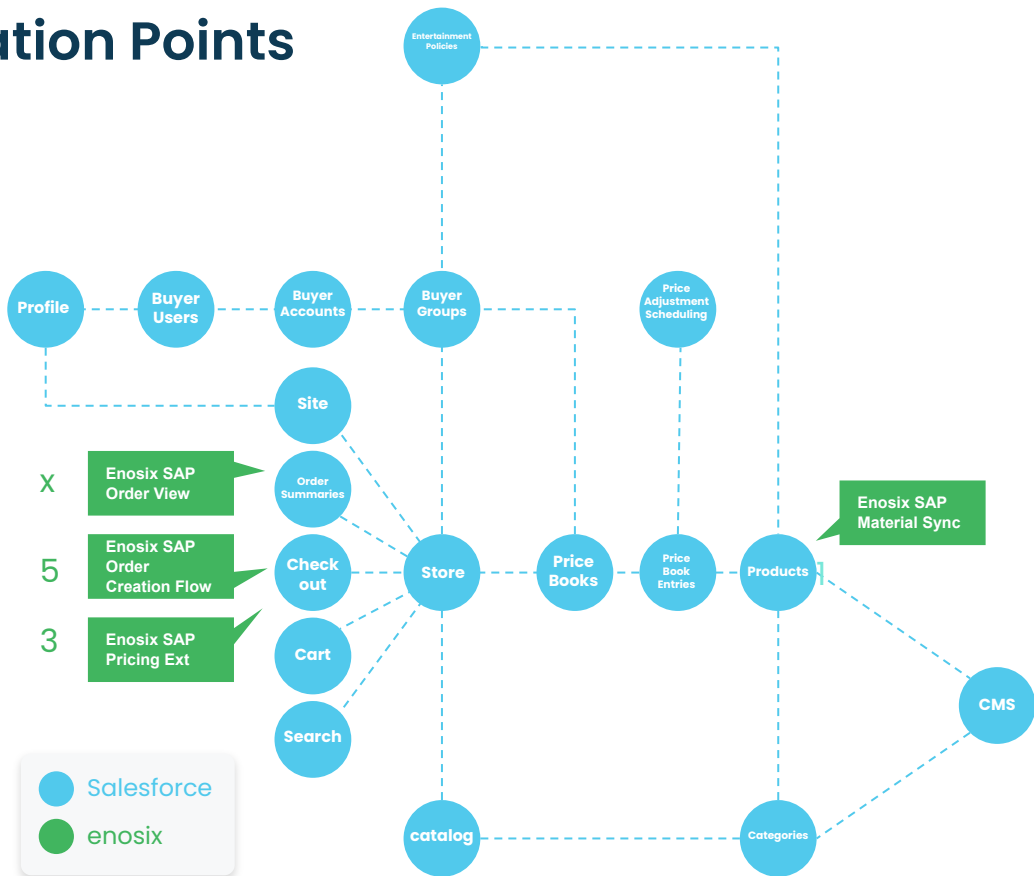 ation Points
Entertainment
Policies
Profile
Buyer
Users
Buyer
Accounts
Buyer
Groups
Price
Adjustment
Scheduling
Site
x
Enosix SAP
Order View
Order
Summaries
Enosix SAP
Material Sync
5
Enosix SAP
Order
Creation Flow
Check
out
Store
Price
Books
Price
Book
Entries
Products
1
3
Enosix SAP
Pricing Ext
Cart
CMS
Search
Salesforce
enosix
catalog
Categories